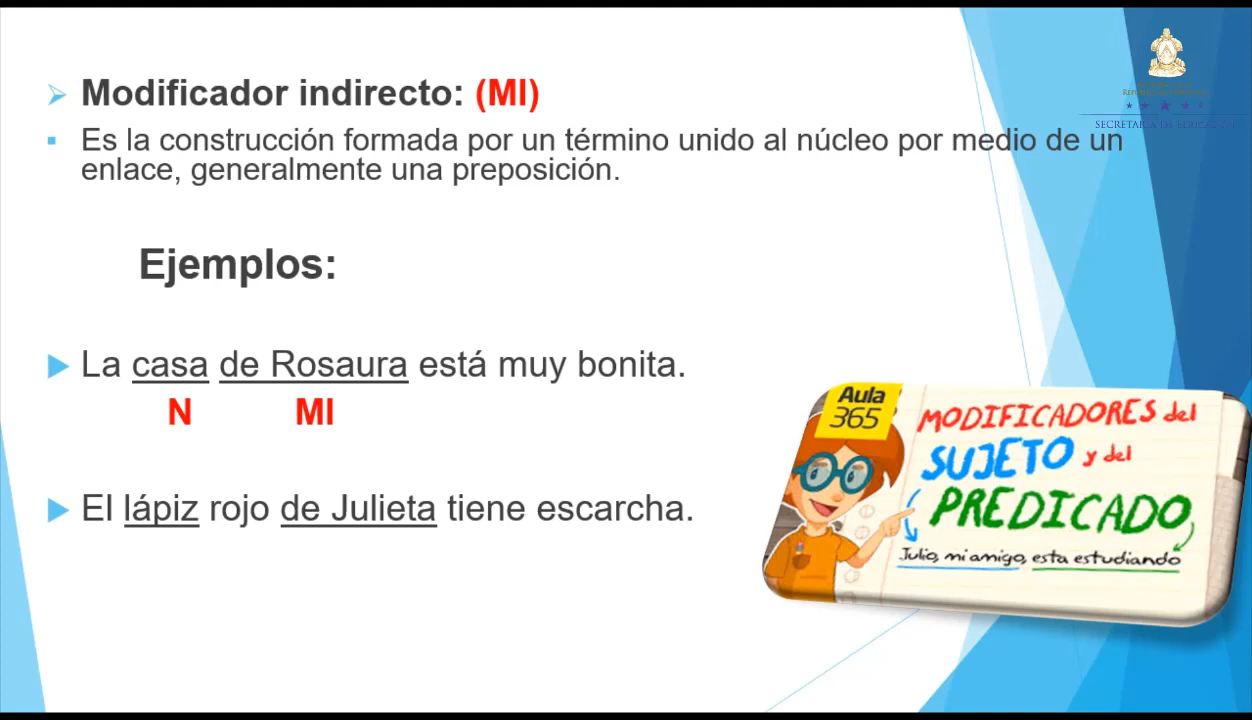 Modificador indirecto: (MI)
Es la construcción formada por un término unido al núcleo por medio de un
enlace, generalmente una preposición.
Ejemplos:
La casa de Rosaura está muy bonita.
N MI
El lápiz rojo de Julieta tiene escarcha.
SECRETARÍA DE EDUCACIÓN
Aula
365
MODIFICADORES del
SUJETO y del
PREDICADO
Julio, mi amigo, esta estudiando